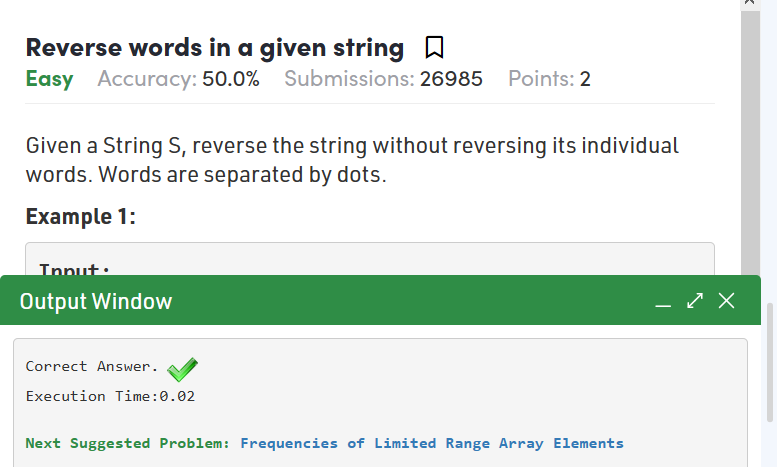 Reverse words in a given string
Easy Accuracy: 50.0% Submissions: 26985 Points: 2
Given a String S, reverse the string without reversing its individual
words. Words are separated by dots.
Example 1:
Input:
Output Window
Correct Answer.
Execution Time:0.02
Next Suggested Problem: Frequencies of Limited Range Array Elements